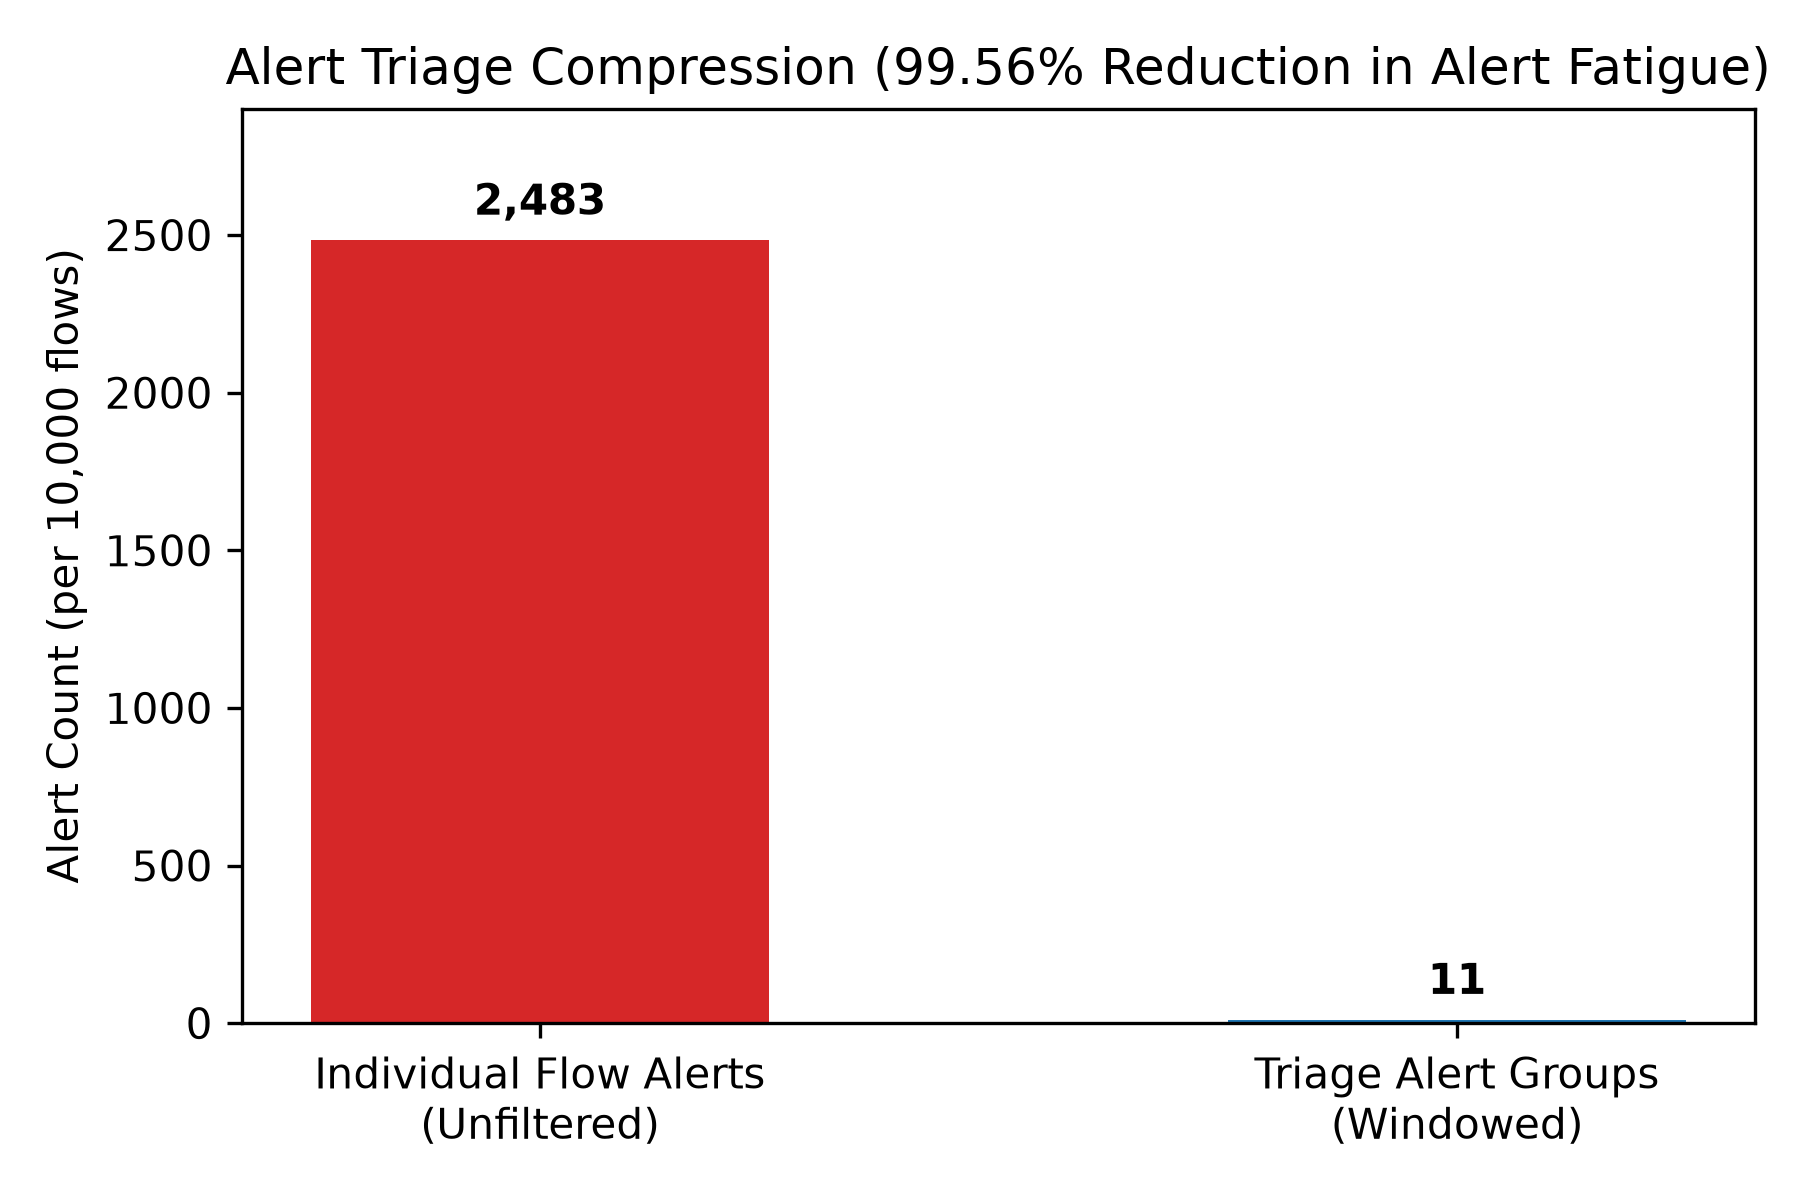 Alert Triage Compression (99.56% Reduction in Alert Fatigue)
Alert Count (per 10,000 flows)
2500
2000
1500
1000
500
0
2,483
11
Individual Flow Alerts
(Unfiltered)
Triage Alert Groups
(Windowed)